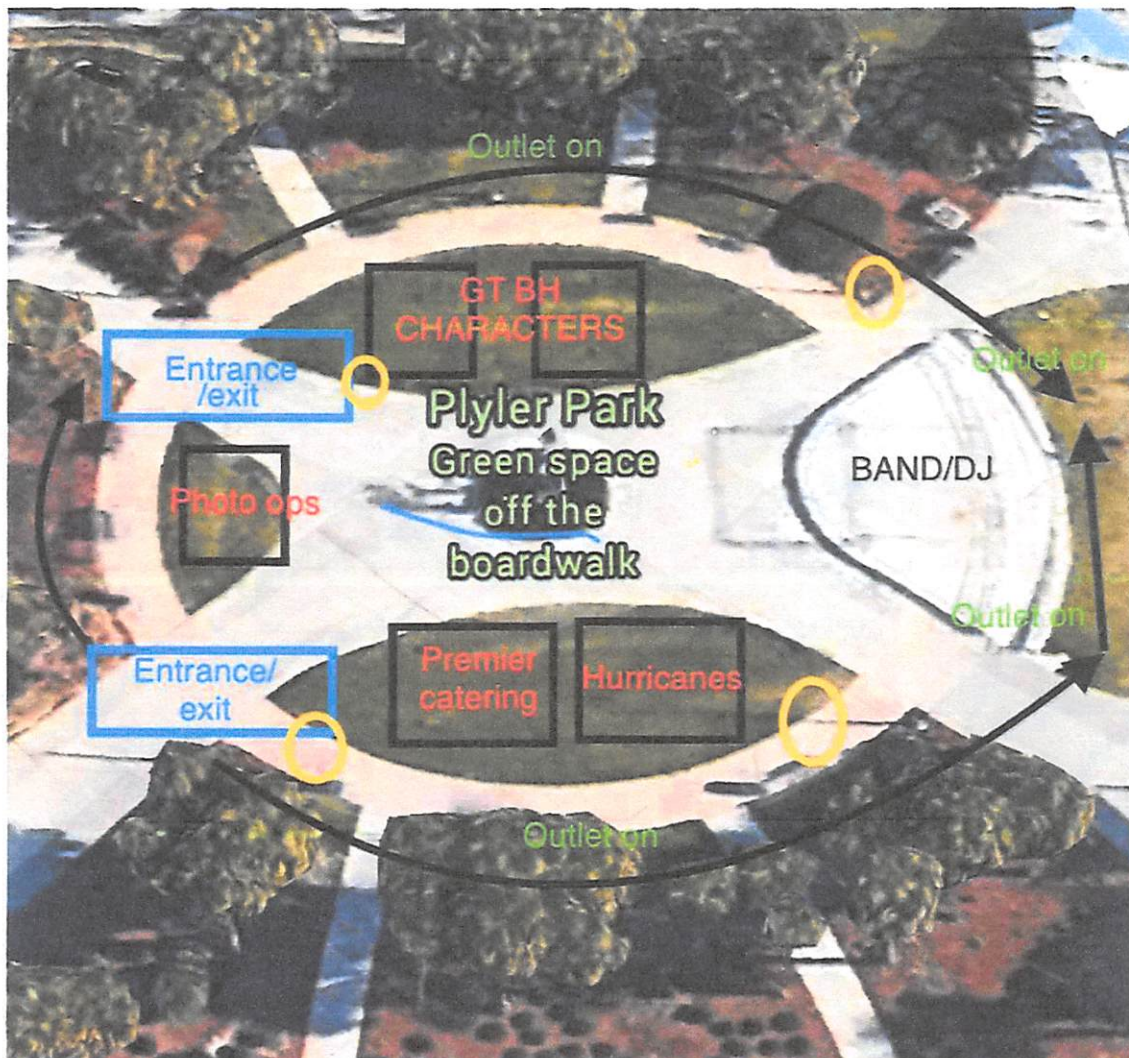 Outlet on
GT BH
CHARACTERS
Outlet on
Entrance
/exit
Plyler Park
Green space
off the
boardwalk
Photo ops
BAND/DJ
Outlet on
Entrance/
exit
Premier
catering
Hurricanes
Outlet on